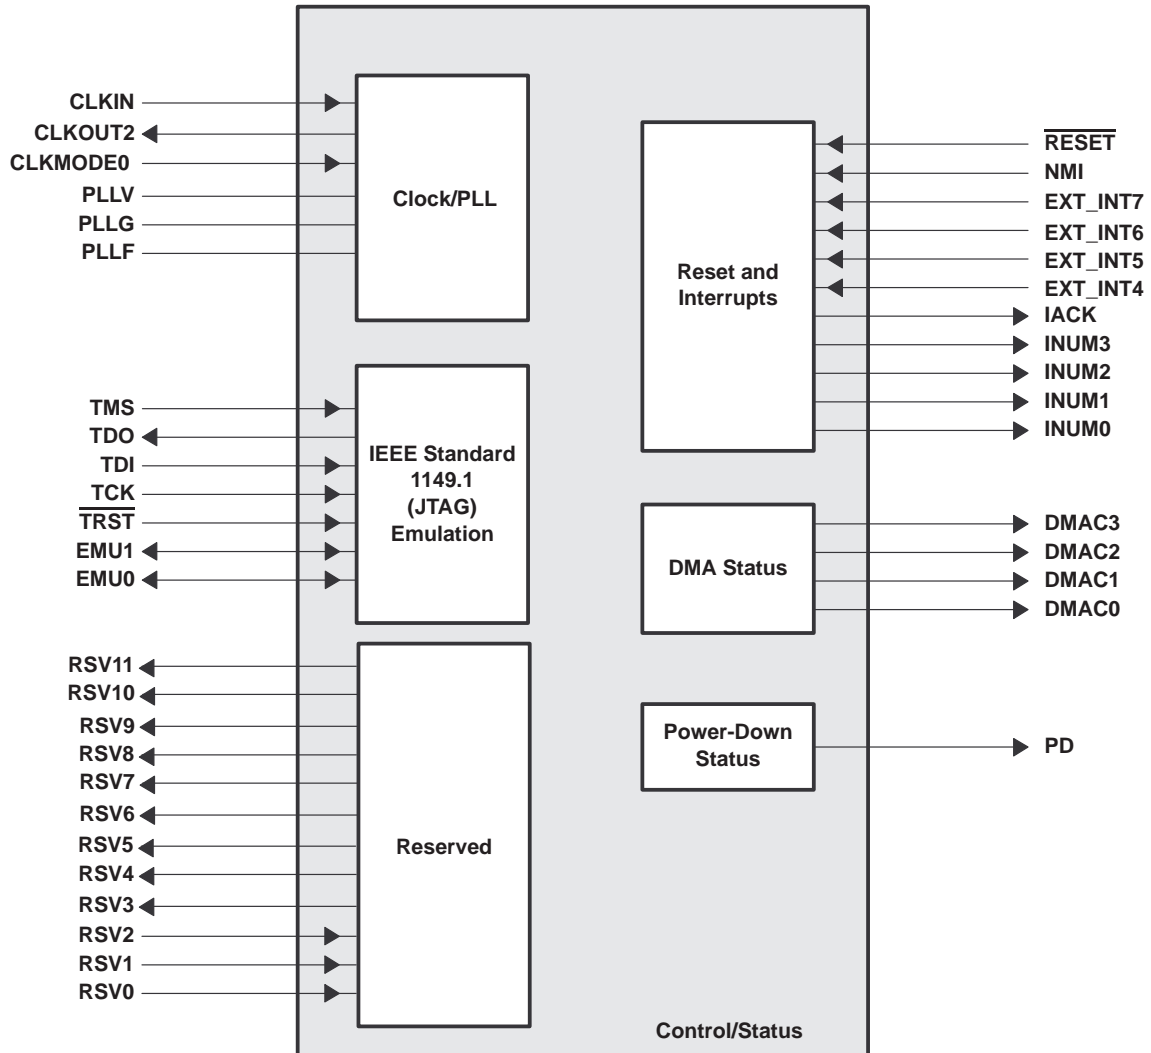 CLKIN
CLKOUT2
CLKMODE0
PLLV
PLLG
PLLF
Clock/PLL
TMS
TDO
TDI
TCK
TRST
EMU1
EMU0
IEEE Standard
1149.1
(JTAG)
Emulation
RSV11
RSV10
RSV9
RSV8
RSV7
RSV6
RSV5
RSV4
RSV3
RSV2
RSV1
RSV0
Reserved
Reset and
Interrupts
RESET
NMI
EXT_INT7
EXT_INT6
EXT_INT5
EXT_INT4
IACK
INUM3
INUM2
INUM1
INUM0
DMA Status
DMAC3
DMAC2
DMAC1
DMAC0
Power-Down
Status
PD
Control/Status